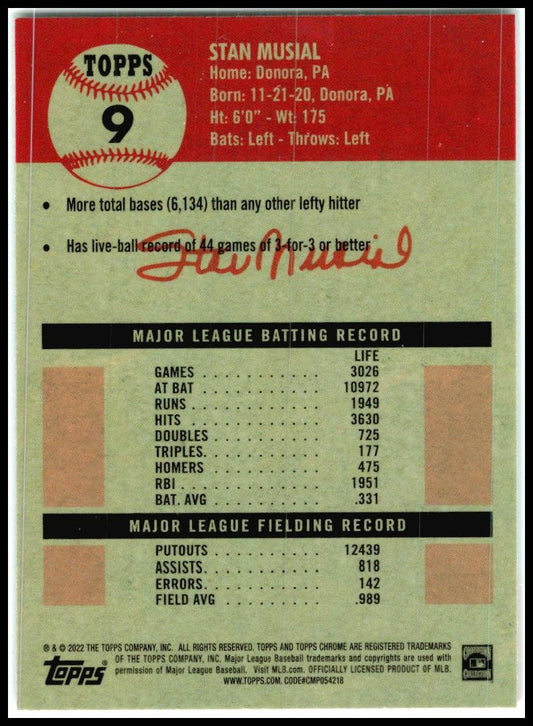 TOPPS
9
STAN MUSIAL
Home: Donora, PA
Born: 11-21-20, Donora, PA
Ht: 6'0" - Wt: 175
Bats: Left - Throws: Left
• More total bases (6,134) than any other lefty hitter
• Has live-ball record of 44 games of 3-for-3 or better
Stan Musial
MAJOR LEAGUE BATTING RECORD
LIFE
GAMES . . . . . . . . . . . 3026
AT BAT . . . . . . . . . . . 10972
RUNS . . . . . . . . . . . 1949
HITS . . . . . . . . . . . 3630
DOUBLES . . . . . . . . . . 725
TRIPLES. . . . . . . . . . . 177
HOMERS . . . . . . . . . . 475
RBI . . . . . . . . . . . . 1951
BAT. AVG . . . . . . . . . . .331
MAJOR LEAGUE FIELDING RECORD
PUTOUTS . . . . . . . . . . 12439
ASSISTS. . . . . . . . . . . 818
ERRORS. . . . . . . . . . . 142
FIELD AVG . . . . . . . . . .989
® & © 2022 THE TOPPS COMPANY, INC. ALL RIGHTS RESERVED. TOPPS AND TOPPS CHROME ARE REGISTERED TRADEMARKS
OF THE TOPPS COMPANY, INC. Major League Baseball trademarks and copyrights are used with
permission of Major League Baseball. Visit MLB.com. OFFICIALLY LICENSED PRODUCT OF MLB.
WWW.TOPPS.COM. CODE#CMP054218
Topps